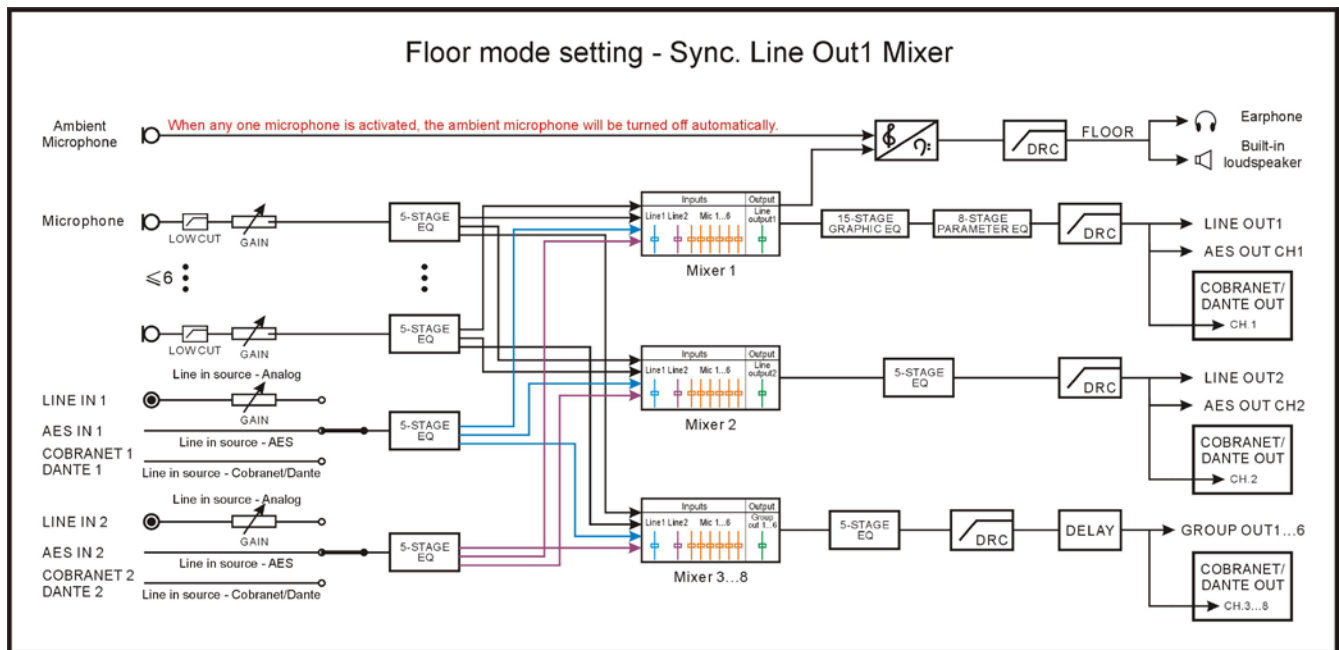 Floor mode setting - Sync. Line Out1 Mixer
Ambient
Microphone
When any one microphone is activated, the ambient microphone will be turned off automatically.
DRC
FLOOR
Earphone
Built-in
loudspeaker
Microphone
LOWCUT
GAIN
5-STAGE
EQ
Inputs
Output
Line1 Line2 Mic 1...6
Line
output1
Mixer 1
15-STAGE
GRAPHIC EQ
8-STAGE
PARAMETER EQ
DRC
LINE OUT1
AES OUT CH1
COBRANET/
DANTE OUT
CH.1
≤6
LOWCUT
GAIN
5-STAGE
EQ
Inputs
Output
Line1 Line2 Mic 1...6
Line
output2
Mixer 2
5-STAGE
EQ
DRC
LINE OUT2
AES OUT CH2
COBRANET/
DANTE OUT
CH.2
Line in source - Analog
LINE IN 1
GAIN
AES IN 1
Line in source - AES
COBRANET 1
DANTE 1
Line in source - Cobranet/Dante
5-STAGE
EQ
Line in source - Analog
LINE IN 2
GAIN
AES IN 2
Line in source - AES
COBRANET 2
DANTE 2
Line in source - Cobranet/Dante
5-STAGE
EQ
Inputs
Output
Line1 Line2 Mic 1...6
Group
out 1...6
Mixer 3...8
5-STAGE
EQ
DRC
DELAY
GROUP OUT1...6
COBRANET/
DANTE OUT
CH.3...8